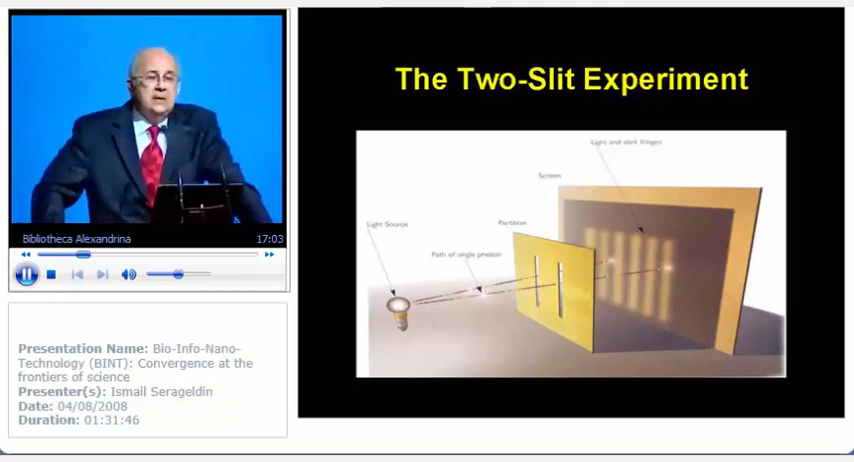 Bibliotheca Alexandrina 17:03
Presentation Name: Bio-Info-Nano-
Technology (BINT): Convergence at the
frontiers of science
Presenter(s): Ismail Serageldin
Date: 04/08/2008
Duration: 01:31:46
The Two-Slit Experiment
Light and dark fringes
Screen
Partition
Light Source
Path of single photon